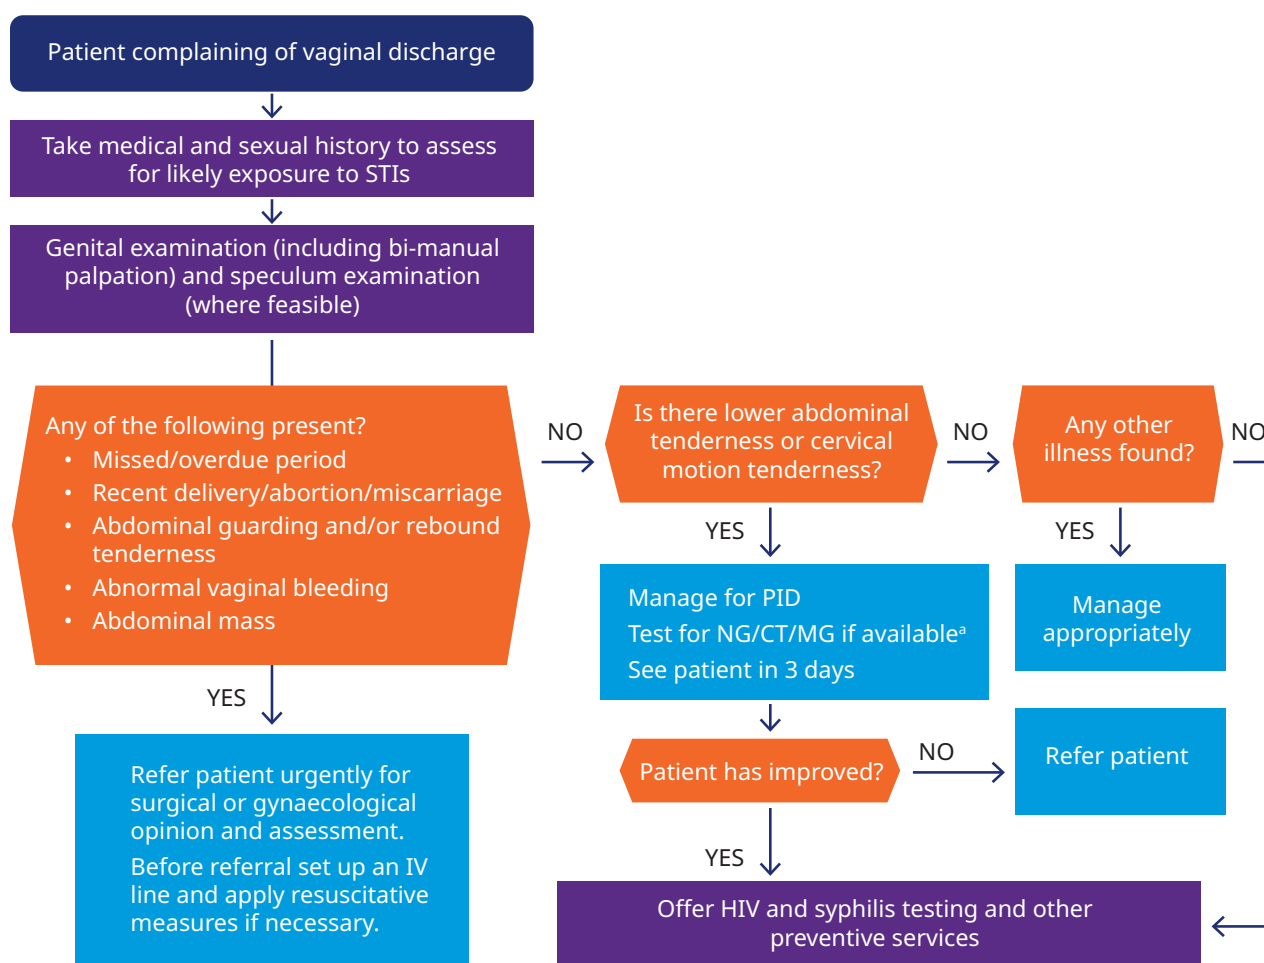 Patient complaining of vaginal discharge
Take medical and sexual history to assess
for likely exposure to STIs
Genital examination (including bi-manual
palpation) and speculum examination
(where feasible)
Any of the following present?
• Missed/overdue period
• Recent delivery/abortion/miscarriage
• Abdominal guarding and/or rebound
tenderness
• Abnormal vaginal bleeding
• Abdominal mass
NO
Is there lower abdominal
tenderness or cervical
motion tenderness?
NO
Any other
illness found?
NO
YES
YES
Manage for PID
Test for NG/CT/MG if availableᵃ
See patient in 3 days
Manage
appropriately
YES
Refer patient urgently for
surgical or gynaecological
opinion and assessment.
Before referral set up an IV
line and apply resuscitative
measures if necessary.
Patient has improved?
NO
Refer patient
YES
Offer HIV and syphilis testing and other
preventive services